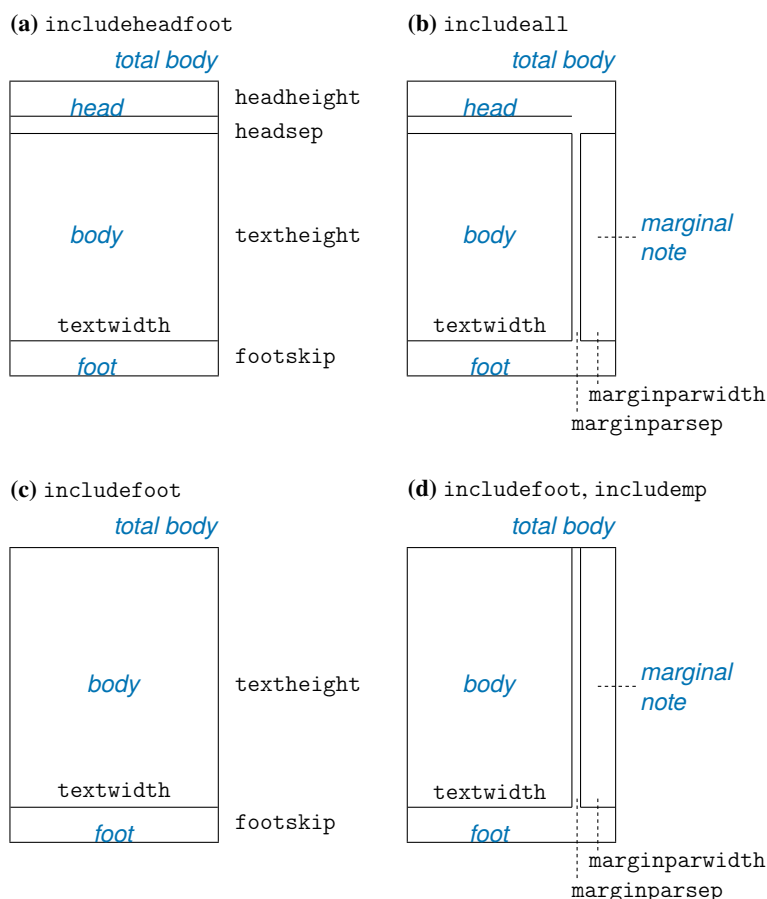 (a) includeheadfoot
total body
head
headheight
headsep
body
textheight
textwidth
footskip
foot
(b) includeall
total body
head
body
marginal
note
textwidth
foot
marginparwidth
marginparsep
(c) includefoot
total body
body
textheight
textwidth
footskip
foot
(d) includefoot, includemp
total body
body
marginal
note
textwidth
foot
marginparwidth
marginparsep